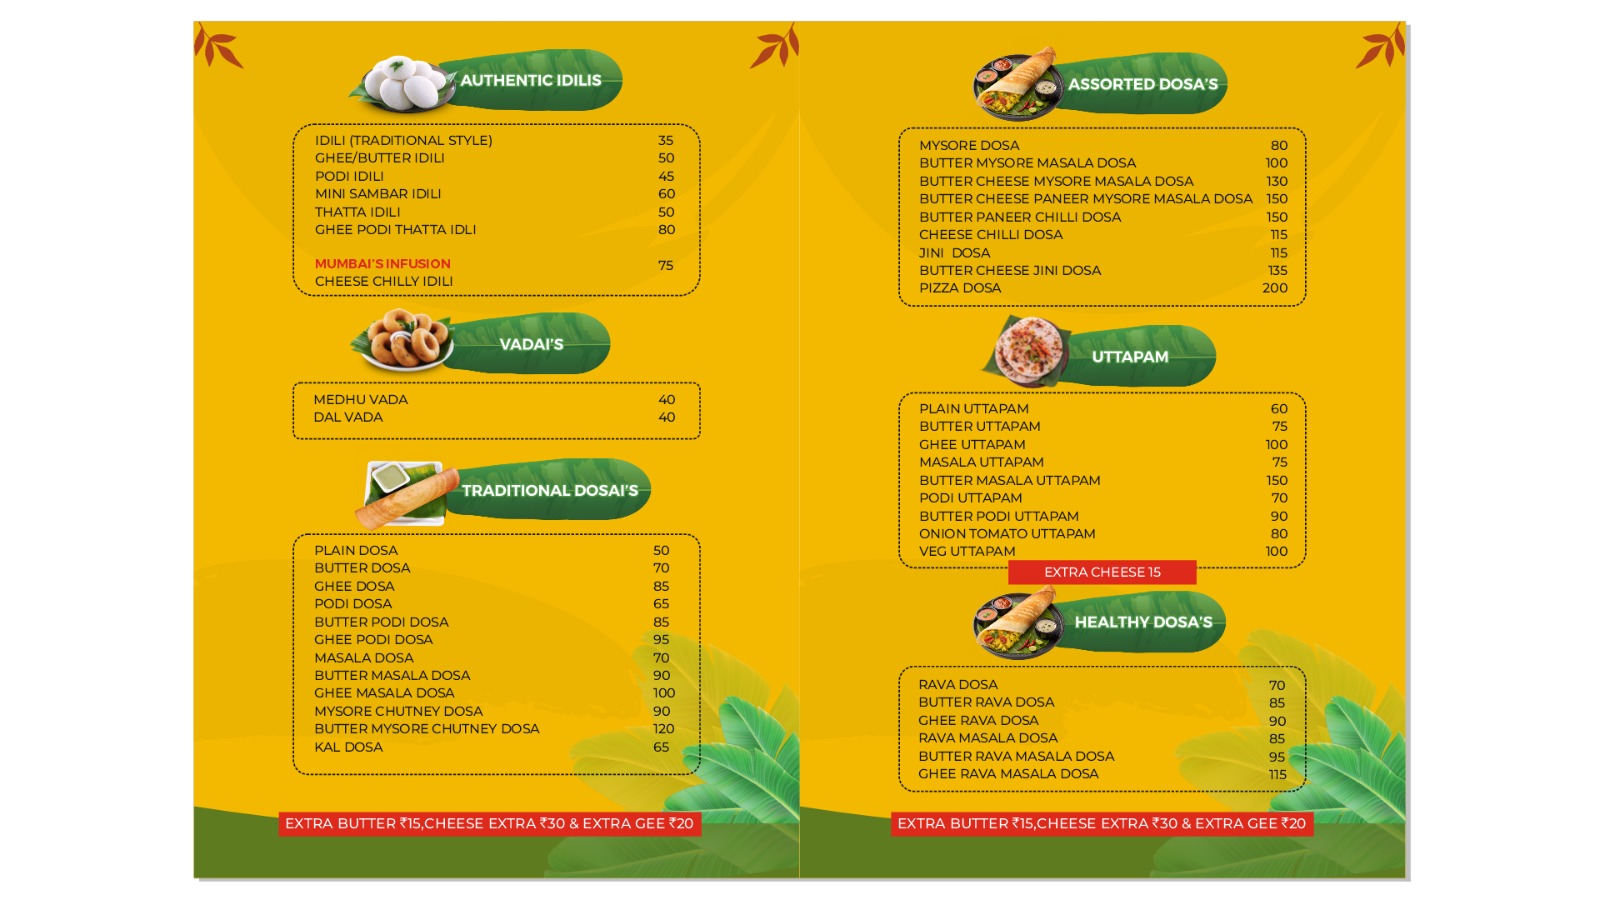 AUTHENTIC IDILIS
IDILI (TRADITIONAL STYLE) 35
GHEE/BUTTER IDILI 50
PODI IDILI 45
MINI SAMBAR IDILI 60
THATTA IDILI 50
GHEE PODI THATTA IDLI 80
MUMBAI'S INFUSION 75
CHEESE CHILLY IDILI
VADAI'S
MEDHU VADA 40
DAL VADA 40
TRADITIONAL DOSAI'S
PLAIN DOSA 50
BUTTER DOSA 70
GHEE DOSA 85
PODI DOSA 65
BUTTER PODI DOSA 85
GHEE PODI DOSA 95
MASALA DOSA 70
BUTTER MASALA DOSA 90
GHEE MASALA DOSA 100
MYSORE CHUTNEY DOSA 90
BUTTER MYSORE CHUTNEY DOSA 120
KAL DOSA 65
EXTRA BUTTER ₹15,CHEESE EXTRA ₹30 & EXTRA GEE ₹20
ASSORTED DOSA'S
MYSORE DOSA 80
BUTTER MYSORE MASALA DOSA 100
BUTTER CHEESE MYSORE MASALA DOSA 130
BUTTER CHEESE PANEER MYSORE MASALA DOSA 150
BUTTER PANEER CHILLI DOSA 150
CHEESE CHILLI DOSA 115
JINI DOSA 115
BUTTER CHEESE JINI DOSA 135
PIZZA DOSA 200
UTTAPAM
PLAIN UTTAPAM 60
BUTTER UTTAPAM 75
GHEE UTTAPAM 100
MASALA UTTAPAM 75
BUTTER MASALA UTTAPAM 150
PODI UTTAPAM 70
BUTTER PODI UTTAPAM 90
ONION TOMATO UTTAPAM 80
VEG UTTAPAM 100
EXTRA CHEESE 15
HEALTHY DOSA'S
RAVA DOSA 70
BUTTER RAVA DOSA 85
GHEE RAVA DOSA 90
RAVA MASALA DOSA 85
BUTTER RAVA MASALA DOSA 95
GHEE RAVA MASALA DOSA 115
EXTRA BUTTER ₹15,CHEESE EXTRA ₹30 & EXTRA GEE ₹20